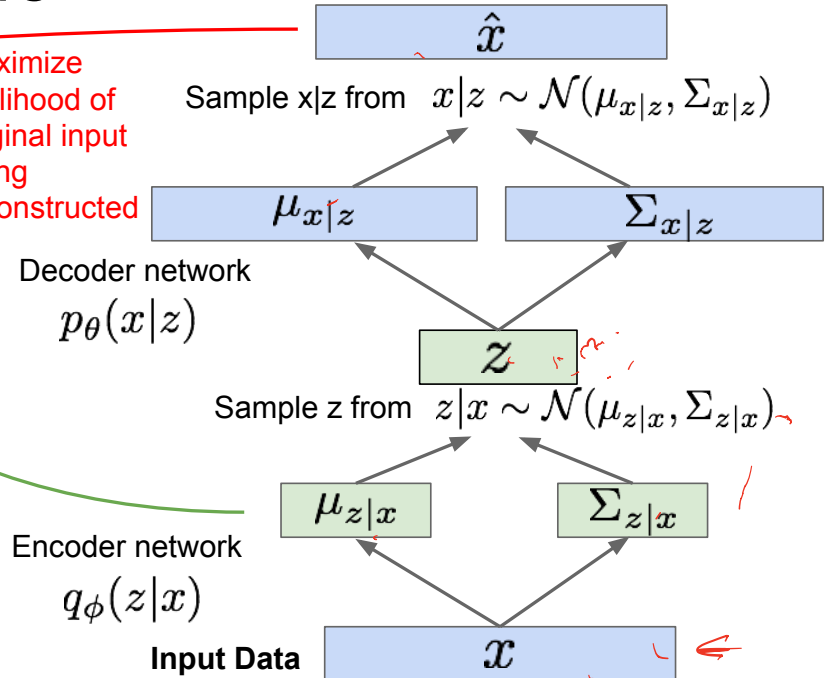 x̂
Sample x|z from x|z ∼ 𝒩(μ_{x|z}, Σ_{x|z})
ximize
lihood of
ginal input
ng
constructed
μ_{x|z} Σ_{x|z}
Decoder network
p_θ(x|z)
z
Sample z from z|x ∼ 𝒩(μ_{z|x}, Σ_{z|x})
μ_{z|x} Σ_{z|x}
Encoder network
q_ϕ(z|x)
Input Data x